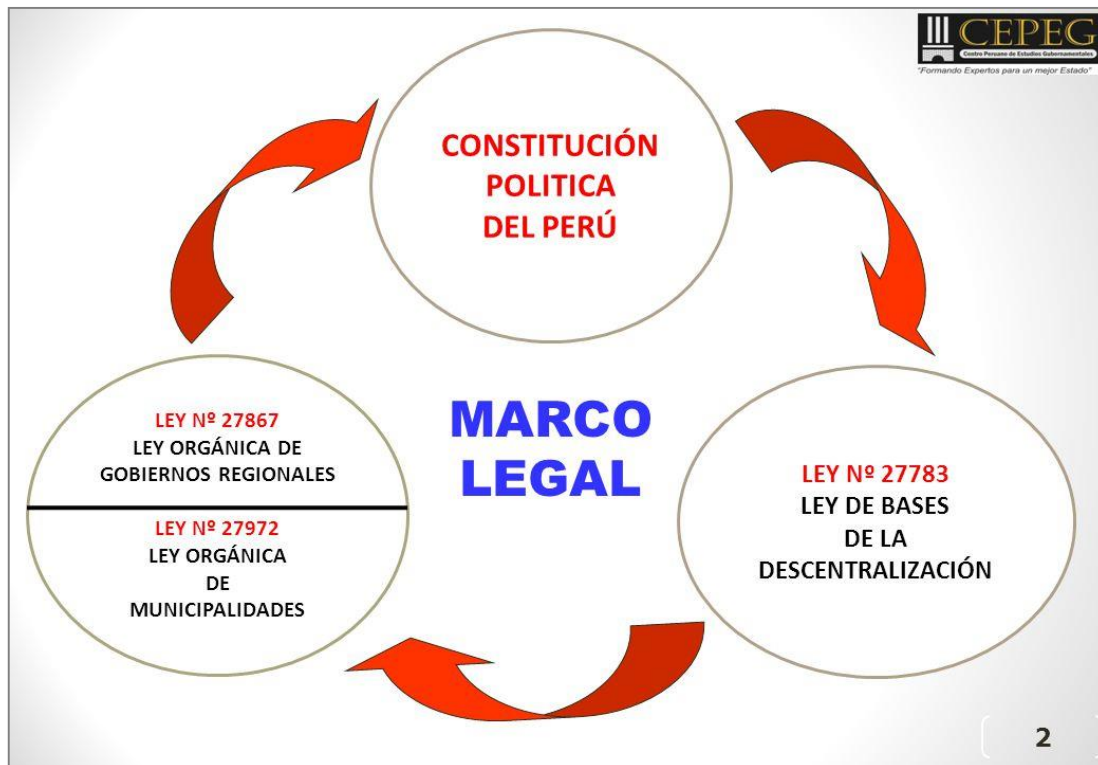 CEPEG
Centro Peruano de Estudios Gubernamentales
"Formando Expertos para un mejor Estado"
CONSTITUCIÓN
POLITICA
DEL PERÚ
MARCO
LEGAL
LEY Nº 27867
LEY ORGÁNICA DE
GOBIERNOS REGIONALES
LEY Nº 27972
LEY ORGÁNICA
DE
MUNICIPALIDADES
LEY Nº 27783
LEY DE BASES
DE LA
DESCENTRALIZACIÓN
2